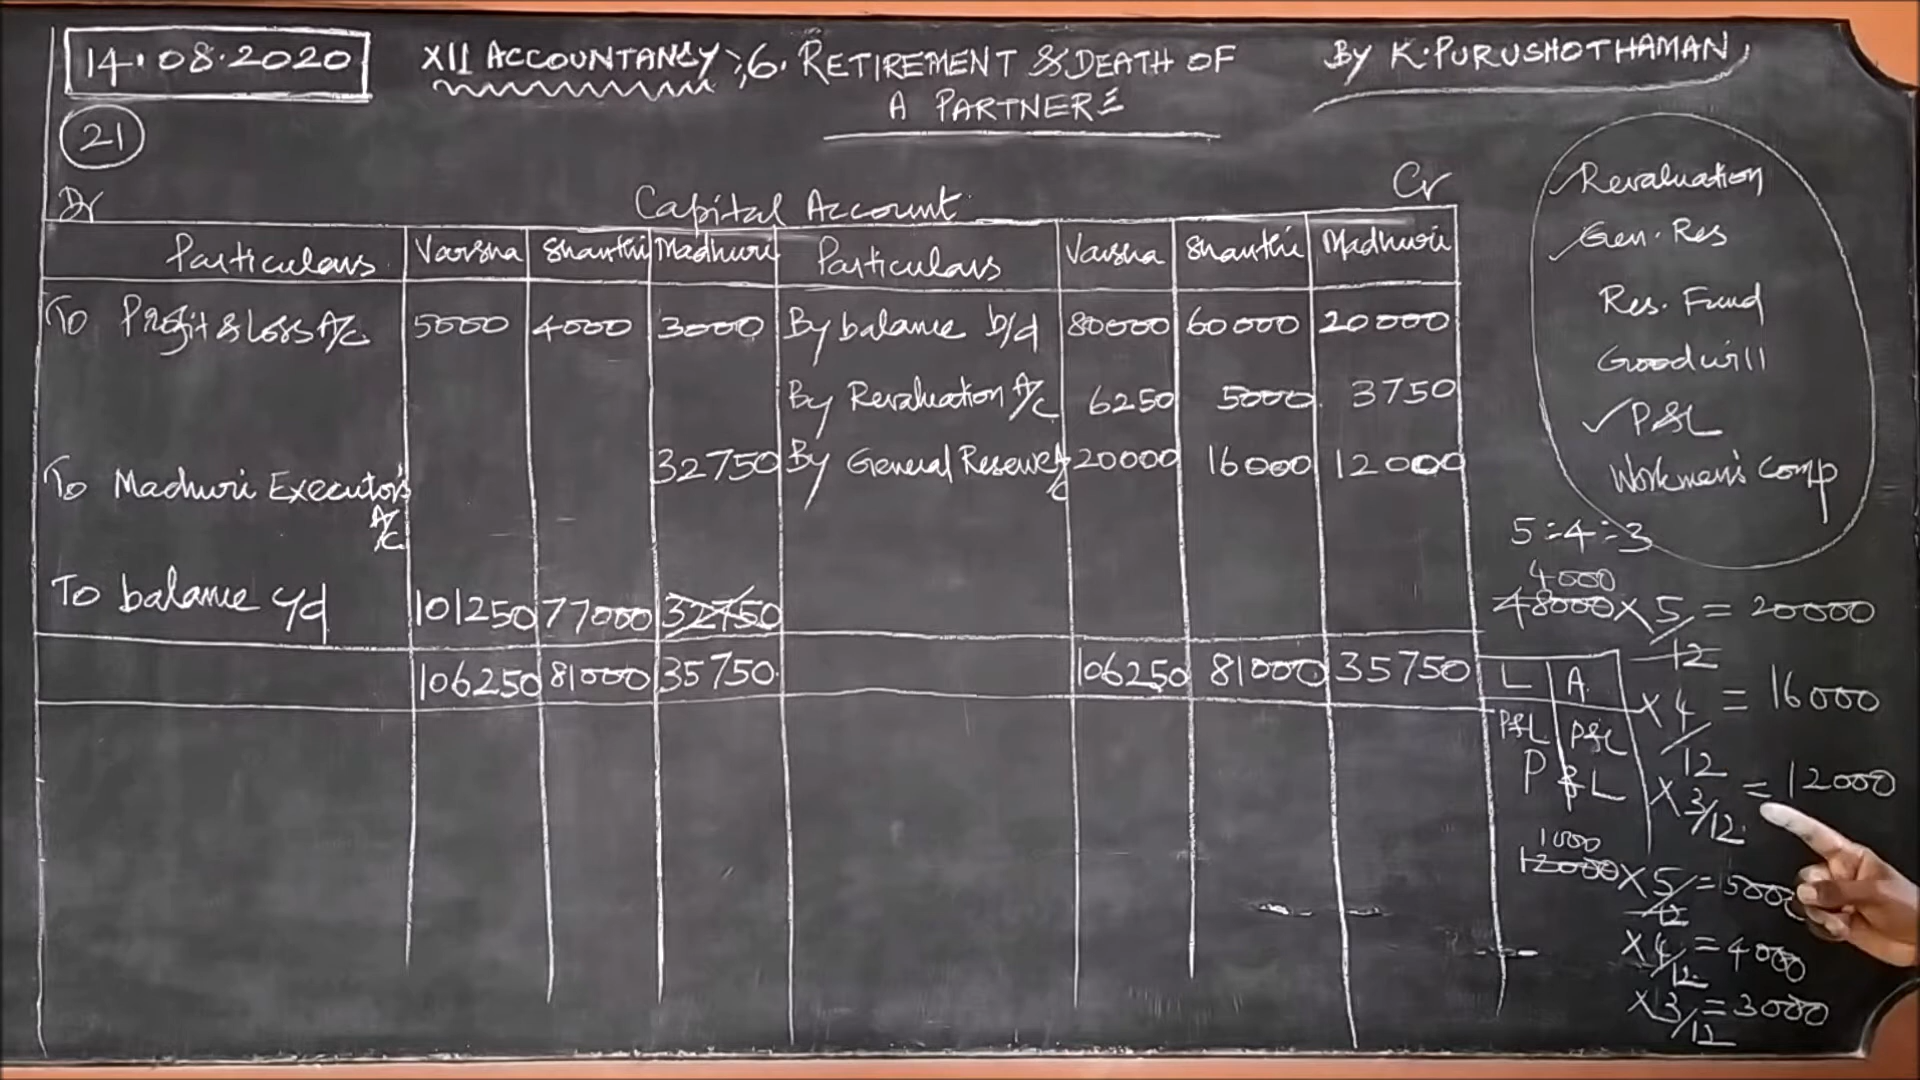 14.08.2020
XII ACCOUNTANCY ; 6. RETIREMENT & DEATH OF
A PARTNER
BY K.PURUSHOTHAMAN
21
Dr Capital Account Cr
Particulars Varsha Shanthi Madhuri Particulars Varsha Shanthi Madhuri
To Profit & Loss A/c 5000 4000 3000 By balance b/d 80000 60000 20000
By Revaluation A/c 6250 5000 3750
32750 By General Reserve A/c 20000 16000 12000
To Madhuri Executor's A/c
To balance c/d 101250 77000 32750
106250 81000 35750 106250 81000 35750
Revaluation
Gen. Res
Res. Fund
Goodwill
P&L
Workmen's comp
5:4:3
4000
48000 x 5/12 = 20000
x 4/12 = 16000
x 3/12 = 12000
L A
P&L P&L
P & L
1000
12000 x 5/12 = 5000
x 4/12 = 4000
x 3/12 = 3000